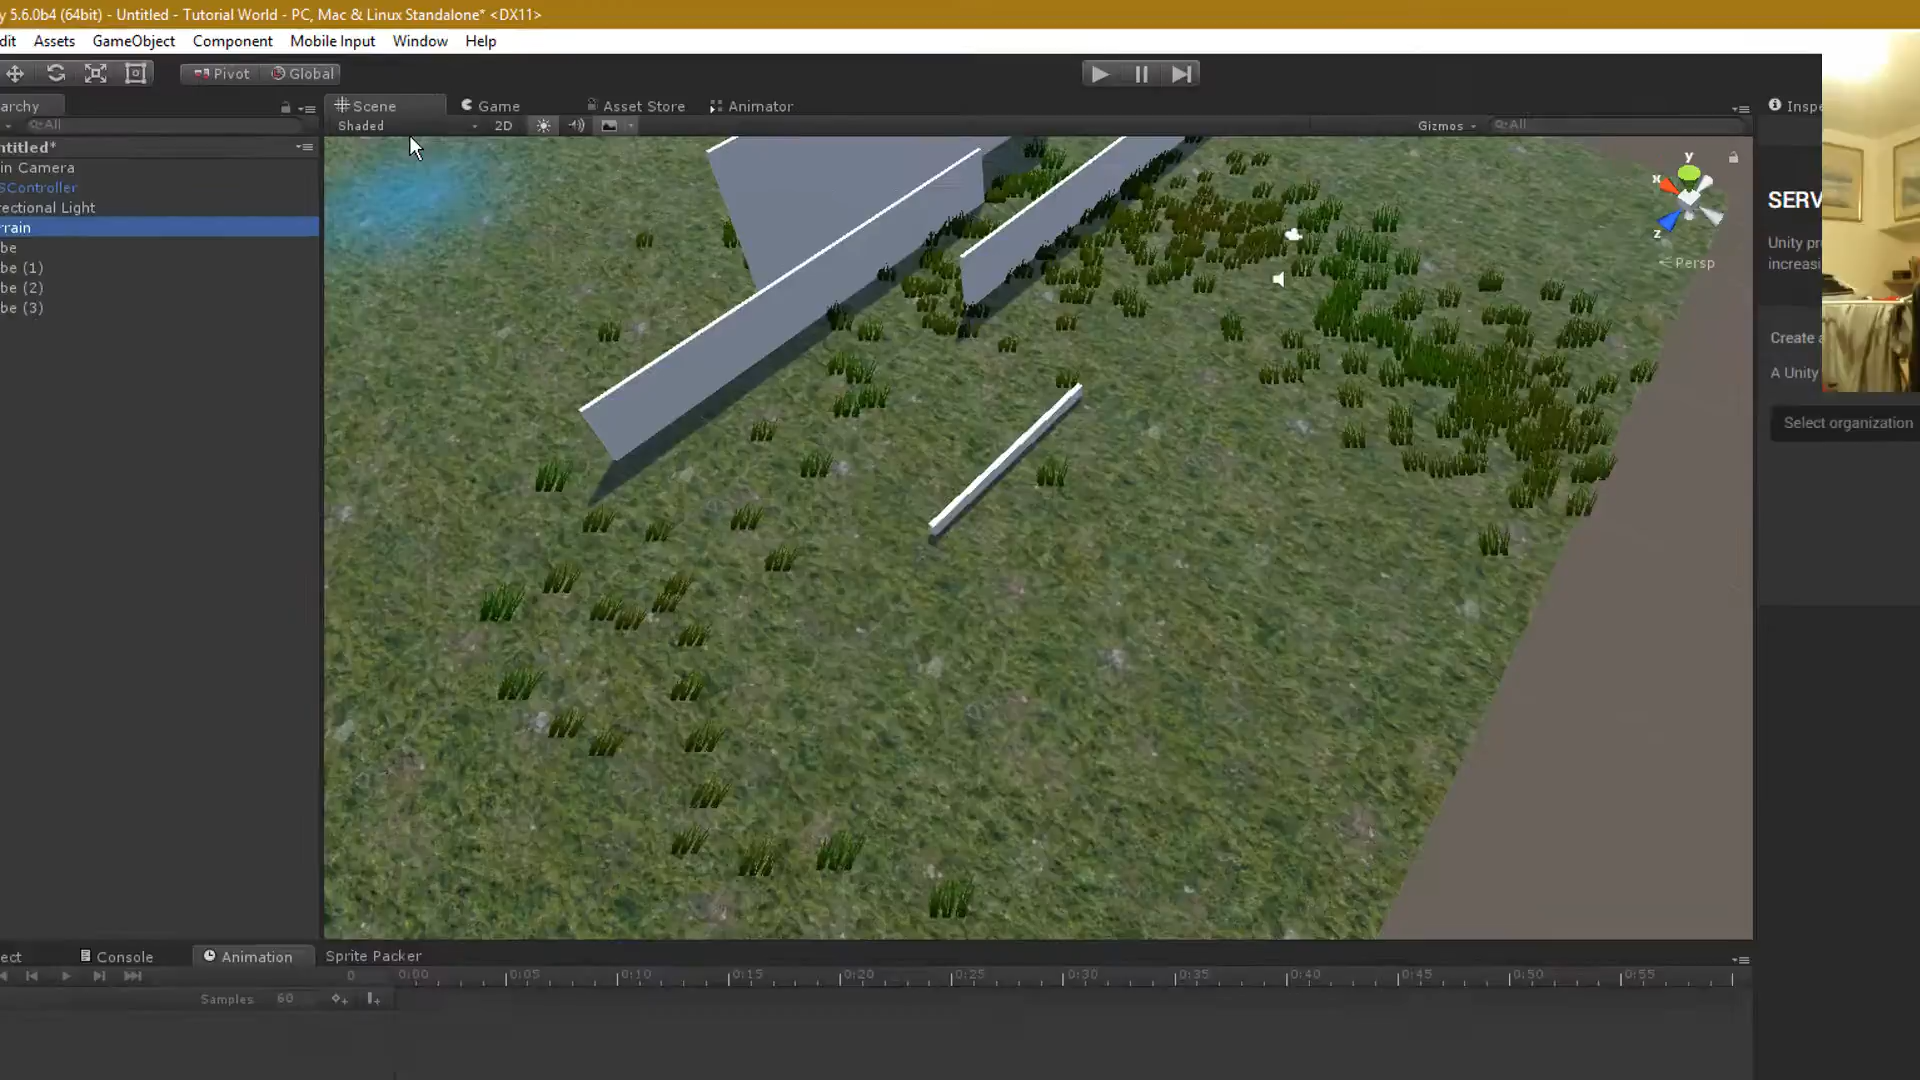 y 5.6.0b4 (64bit) - Untitled - Tutorial World - PC, Mac & Linux Standalone* <DX11>
dit Assets GameObject Component Mobile Input Window Help
Pivot Global
archy Scene Game Asset Store Animator Inspe
All Shaded 2D Gizmos All
ntitled*
in Camera
SController
ectional Light
rrain
be
be (1)
be (2)
be (3)
y
x
z
Persp
SERV
Unity pr
increasi
Create a
A Unity
Select organization
ect Console Animation Sprite Packer
0 0:00 0:05 0:10 0:15 0:20 0:25 0:30 0:35 0:40 0:45 0:50 0:55
Samples 60